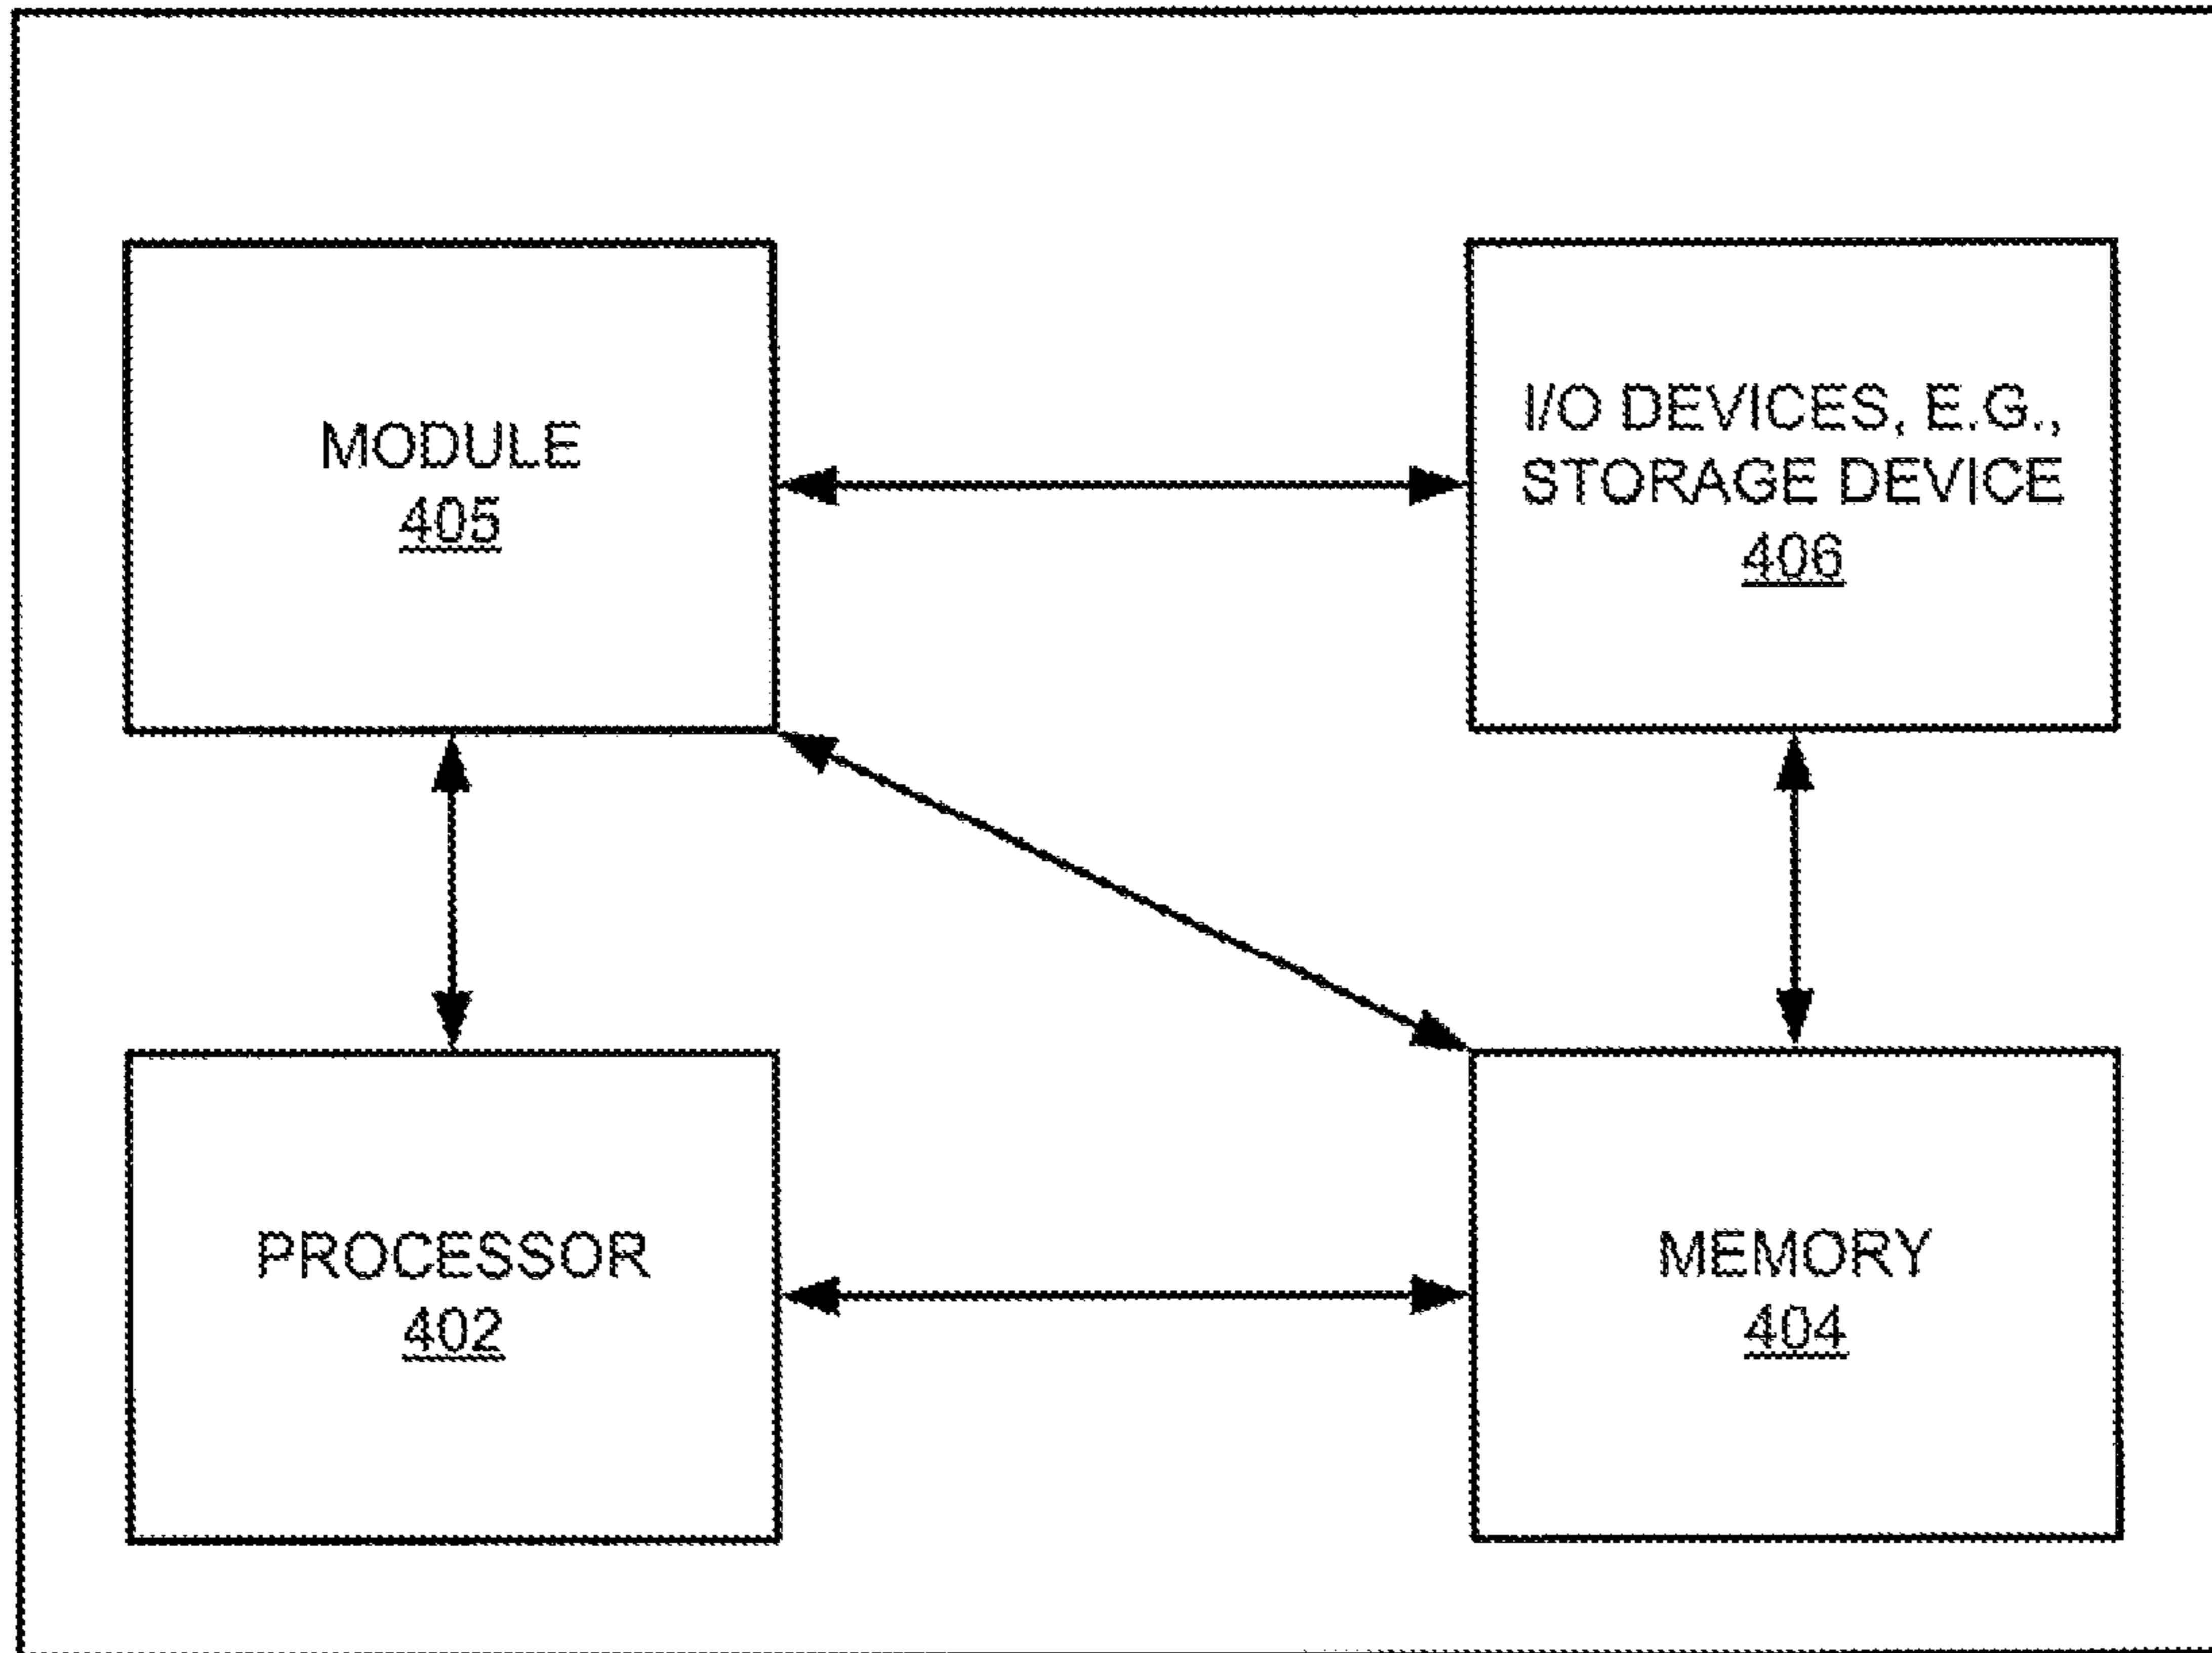 MODULE
405
I/O DEVICES, E.G.,
STORAGE DEVICE
406
PROCESSOR
402
MEMORY
404